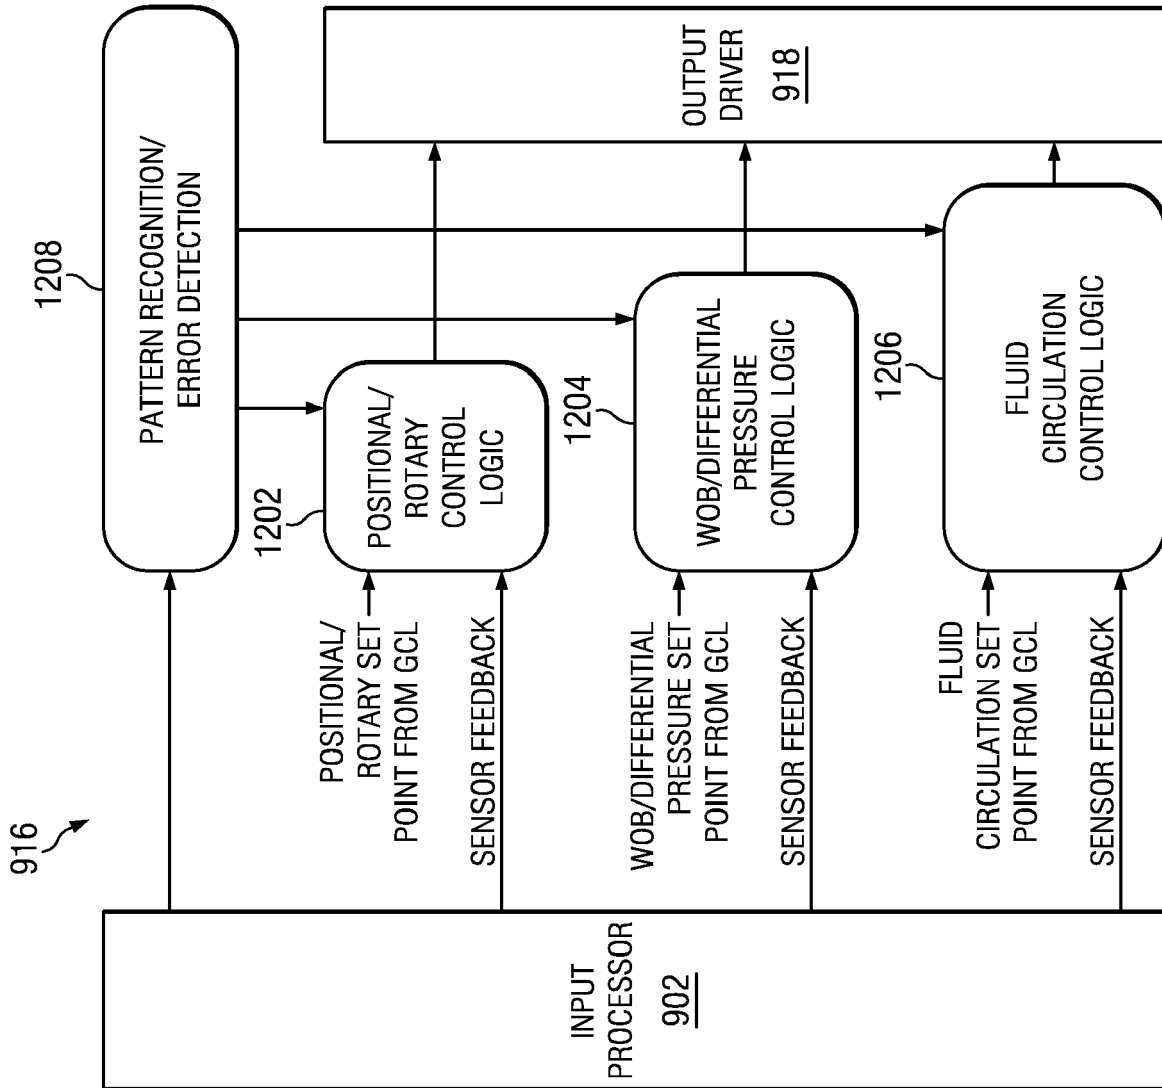 916
INPUT
PROCESSOR
902
1208
PATTERN RECOGNITION/
ERROR DETECTION
POSITIONAL/
ROTARY SET
POINT FROM GCL
SENSOR FEEDBACK
1202
POSITIONAL/
ROTARY
CONTROL
LOGIC
WOB/DIFFERENTIAL
PRESSURE SET
POINT FROM GCL
SENSOR FEEDBACK
1204
WOB/DIFFERENTIAL
PRESSURE
CONTROL LOGIC
FLUID
CIRCULATION SET
POINT FROM GCL
SENSOR FEEDBACK
1206
FLUID
CIRCULATION
CONTROL LOGIC
OUTPUT
DRIVER
918